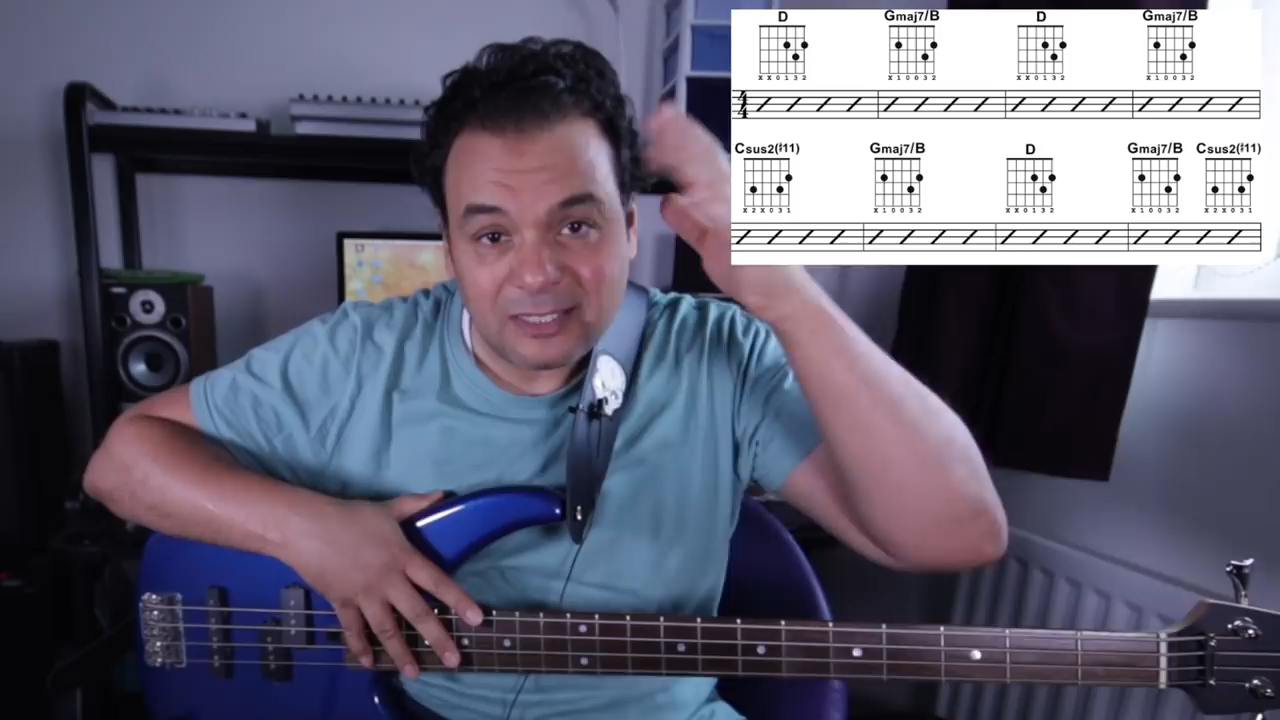 D Gmaj7/B D Gmaj7/B
X X 0 1 3 2 X 1 0 0 3 2 X X 0 1 3 2 X 1 0 0 3 2
4/4
Csus2(♯11) Gmaj7/B D Gmaj7/B Csus2(♯11)
X 2 X 0 3 1 X 1 0 0 3 2 X X 0 1 3 2 X 1 0 0 3 2 X 2 X 0 3 1